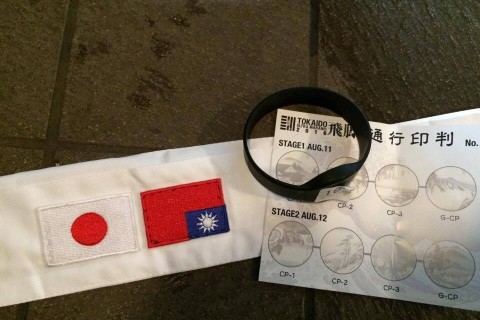 TOKAIDO
2016
飛脚
通行印判
No.
STAGE1 AUG.11
CP-2
CP-3
G-CP
STAGE2 AUG.12
CP-1
CP-2
CP-3
G-CP